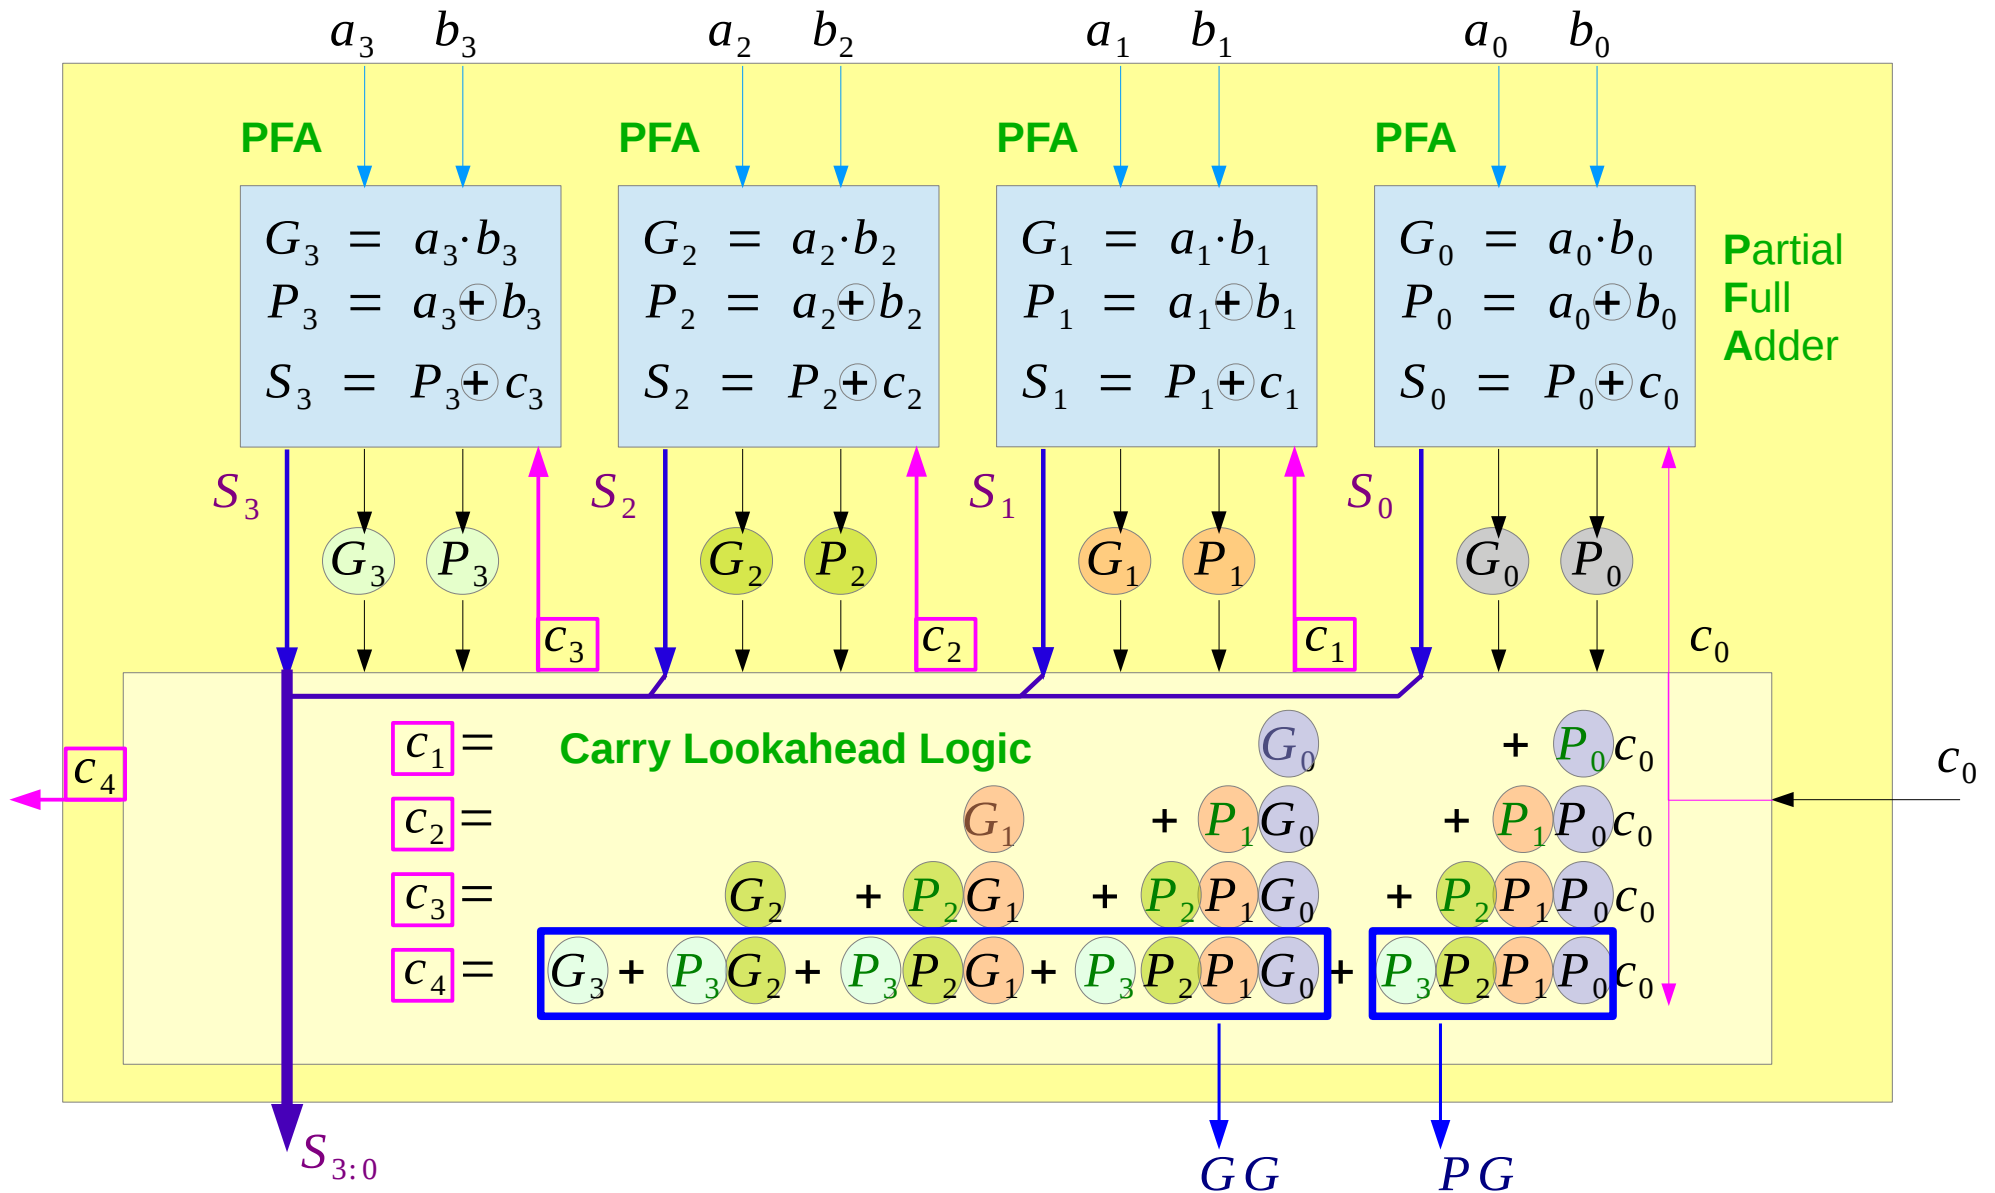 a₃ b₃ a₂ b₂ a₁ b₁ a₀ b₀
PFA PFA PFA PFA
G₃ = a₃·b₃ G₂ = a₂·b₂ G₁ = a₁·b₁ G₀ = a₀·b₀
P₃ = a₃⊕b₃ P₂ = a₂⊕b₂ P₁ = a₁⊕b₁ P₀ = a₀⊕b₀
S₃ = P₃⊕c₃ S₂ = P₂⊕c₂ S₁ = P₁⊕c₁ S₀ = P₀⊕c₀
Partial
Full
Adder
S₃ S₂ S₁ S₀
G₃ P₃ G₂ P₂ G₁ P₁ G₀ P₀
c₃ c₂ c₁ c₀
Carry Lookahead Logic
c₁ = G₀ + P₀c₀
c₂ = G₁ + P₁G₀ + P₁P₀c₀
c₃ = G₂ + P₂G₁ + P₂P₁G₀ + P₂P₁P₀c₀
c₄ = G₃ + P₃G₂ + P₃P₂G₁ + P₃P₂P₁G₀ + P₃P₂P₁P₀c₀
c₄
c₀
S₃:₀
GG PG